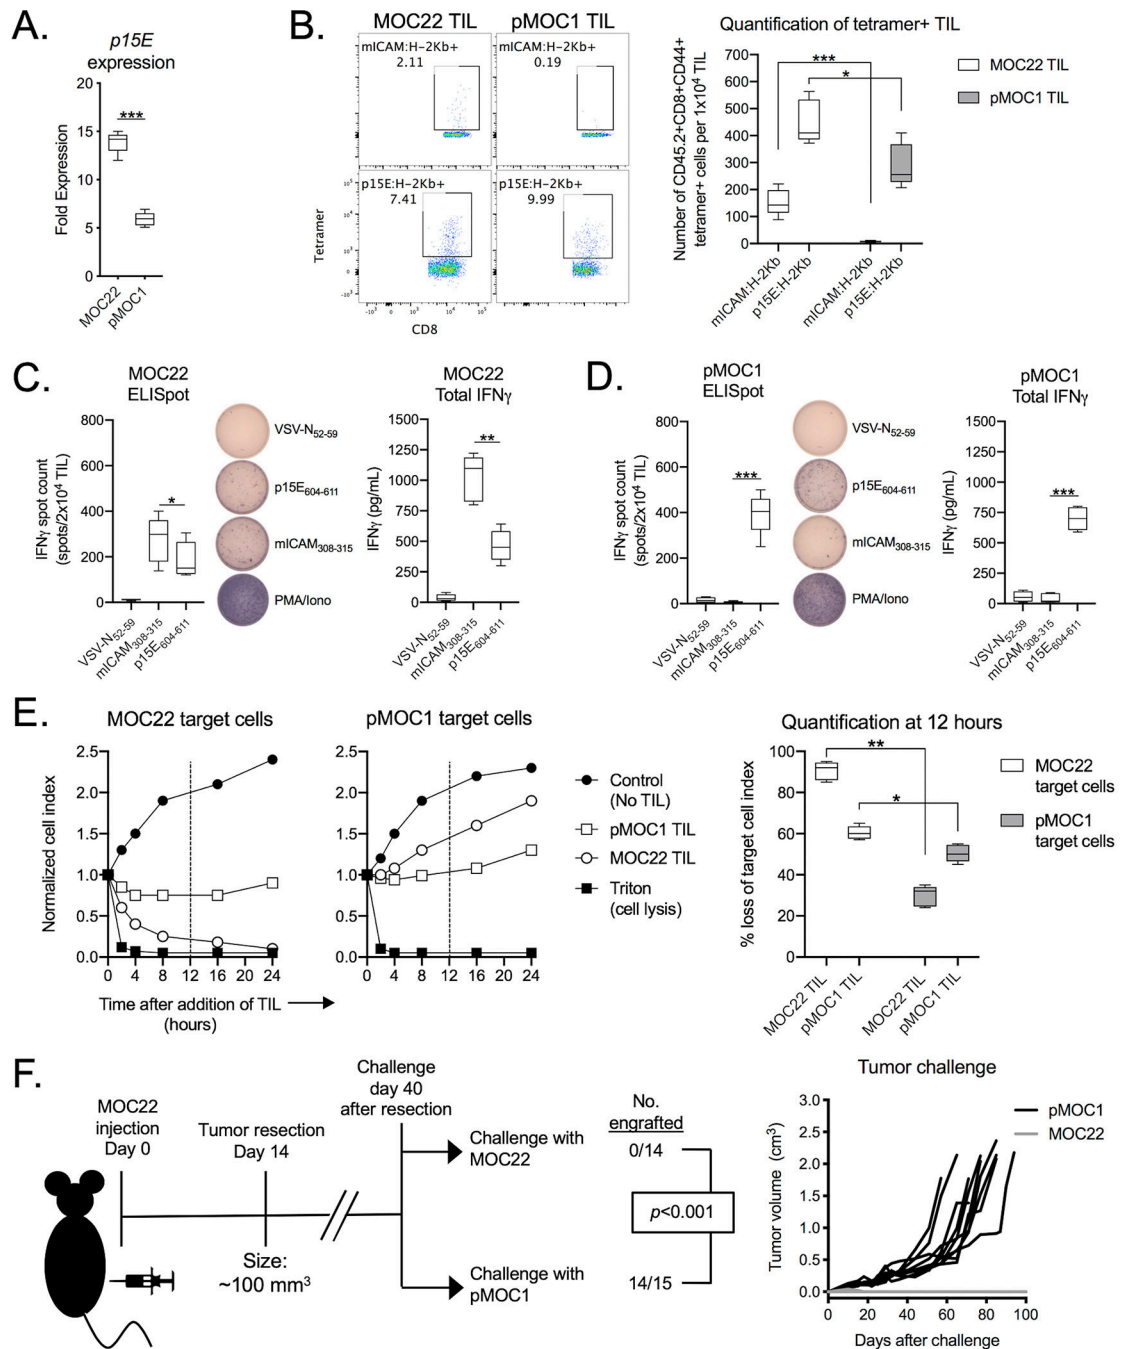 A.
p15E
expression
Fold Expression
20
15
10
5
0
***
MOC22
pMOC1
B.
MOC22 TIL
pMOC1 TIL
mICAM:H-2Kb+
2.11
mICAM:H-2Kb+
0.19
p15E:H-2Kb+
7.41
p15E:H-2Kb+
9.99
Tetramer
10⁵
10⁴
10³
0
-10³
-10³ 0 10³ 10⁴ 10⁵
-10³ 0 10³ 10⁴ 10⁵
CD8
Quantification of tetramer+ TIL
Number of CD45.2+CD8+CD44+
tetramer+ cells per 1x10⁴ TIL
700
600
500
400
300
200
100
0
***
*
mICAM:H-2Kb
p15E:H-2Kb
mICAM:H-2Kb
p15E:H-2Kb
MOC22 TIL
pMOC1 TIL
C.
MOC22
ELISpot
IFNγ spot count
(spots/2x10⁴ TIL)
800
600
400
200
0
*
VSV-N52-59
mICAM308-315
p15E604-611
VSV-N52-59
p15E604-611
mICAM308-315
PMA/Iono
MOC22
Total IFNγ
IFNγ (pg/mL)
1500
1250
1000
750
500
250
0
**
VSV-N52-59
mICAM308-315
p15E604-611
D.
pMOC1
ELISpot
IFNγ spot count
(spots/2x10⁴ TIL)
800
600
400
200
0
***
VSV-N52-59
mICAM308-315
p15E604-611
VSV-N52-59
p15E604-611
mICAM308-315
PMA/Iono
pMOC1
Total IFNγ
IFNγ (pg/mL)
1500
1250
1000
750
500
250
0
***
VSV-N52-59
mICAM308-315
p15E604-611
E.
MOC22 target cells
Normalized cell index
2.5
2.0
1.5
1.0
0.5
0.0
0 4 8 12 16 20 24
Time after addition of TIL
(hours)
pMOC1 target cells
2.5
2.0
1.5
1.0
0.5
0.0
0 4 8 12 16 20 24
Control
(No TIL)
pMOC1 TIL
MOC22 TIL
Triton
(cell lysis)
Quantification at 12 hours
% loss of target cell index
100
80
60
40
20
0
**
*
MOC22 TIL
pMOC1 TIL
MOC22 TIL
pMOC1 TIL
MOC22
target cells
pMOC1
target cells
F.
MOC22
injection
Day 0
Tumor resection
Day 14
Size:
~100 mm³
Challenge
day 40
after resection
Challenge with
MOC22
Challenge with
pMOC1
No.
engrafted
0/14
p<0.001
14/15
Tumor challenge
Tumor volume (cm³)
3.0
2.5
2.0
1.5
1.0
0.5
0.0
0 20 40 60 80 100
Days after challenge
pMOC1
MOC22